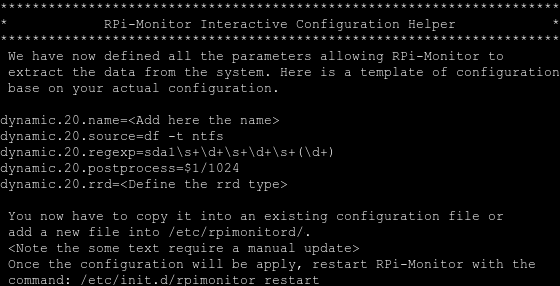 ***********************************************************************
* RPi-Monitor Interactive Configuration Helper *
***********************************************************************
We have now defined all the parameters allowing RPi-Monitor to
extract the data from the system. Here is a template of configuration
base on your actual configuration.
dynamic.20.name=<Add here the name>
dynamic.20.source=df -t ntfs
dynamic.20.regexp=sda1\s+\d+\s+\d+\s+(\d+)
dynamic.20.postprocess=$1/1024
dynamic.20.rrd=<Define the rrd type>
You now have to copy it into an existing configuration file or
add a new file into /etc/rpimonitord/.
<Note the some text require a manual update>
Once the configuration will be apply, restart RPi-Monitor with the
command: /etc/init.d/rpimonitor restart